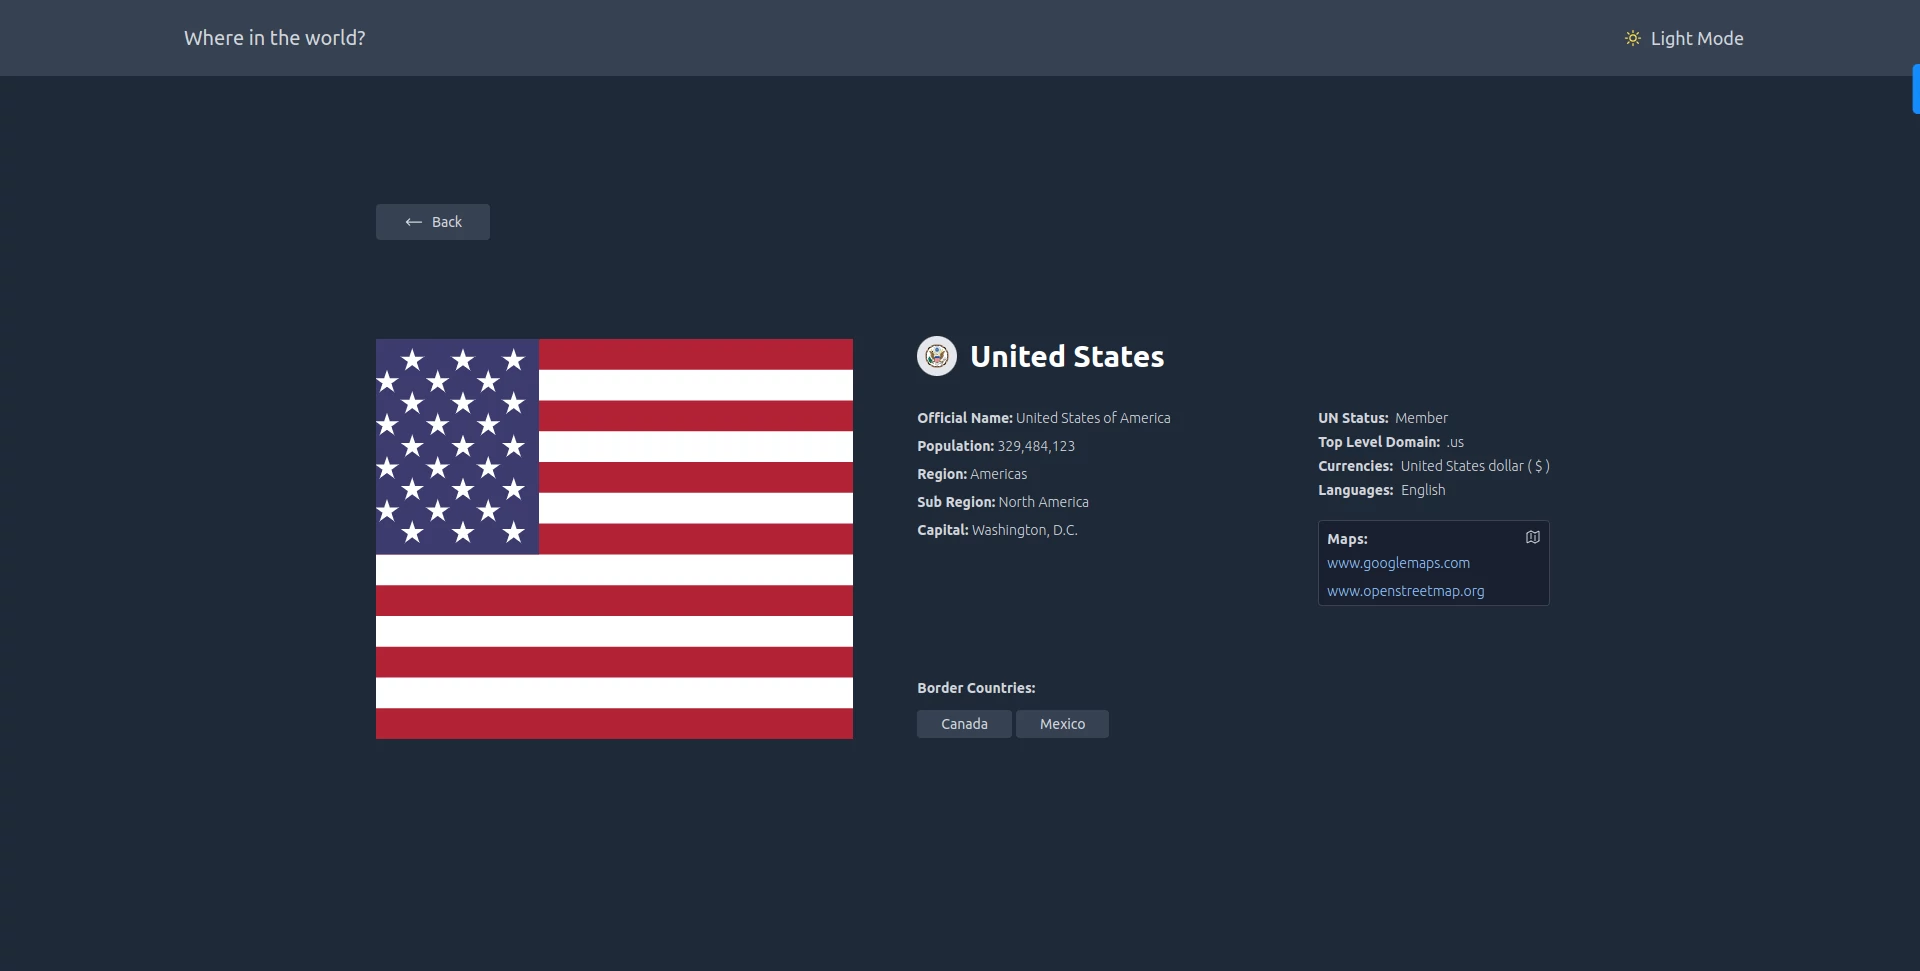 Where in the world?
Light Mode
Back
United States
Official Name: United States of America
Population: 329,484,123
Region: Americas
Sub Region: North America
Capital: Washington, D.C.
UN Status: Member
Top Level Domain: .us
Currencies: United States dollar ( $ )
Languages: English
Maps:
www.googlemaps.com
www.openstreetmap.org
Border Countries:
Canada
Mexico